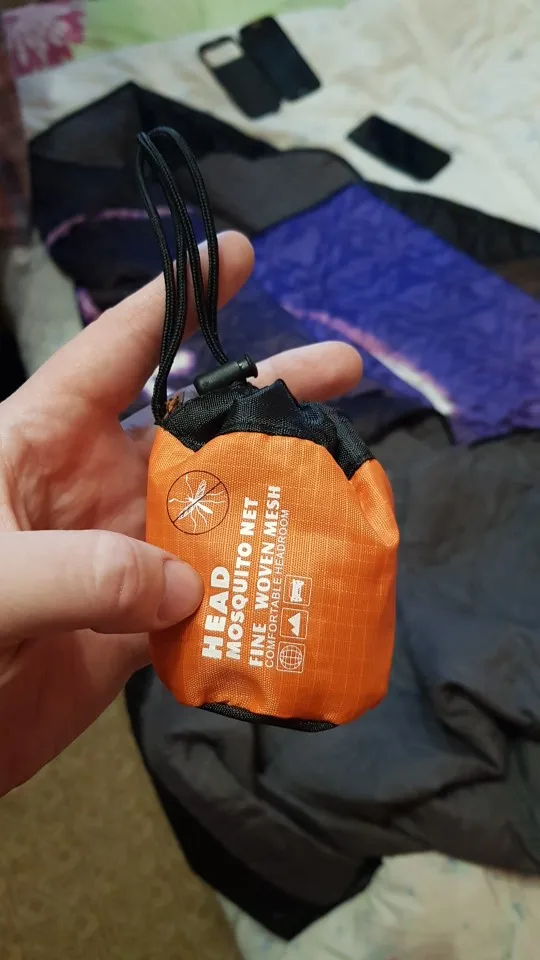 HEAD
MOSQUITO NET
FINE WOVEN MESH
COMFORTABLE HEADROOM